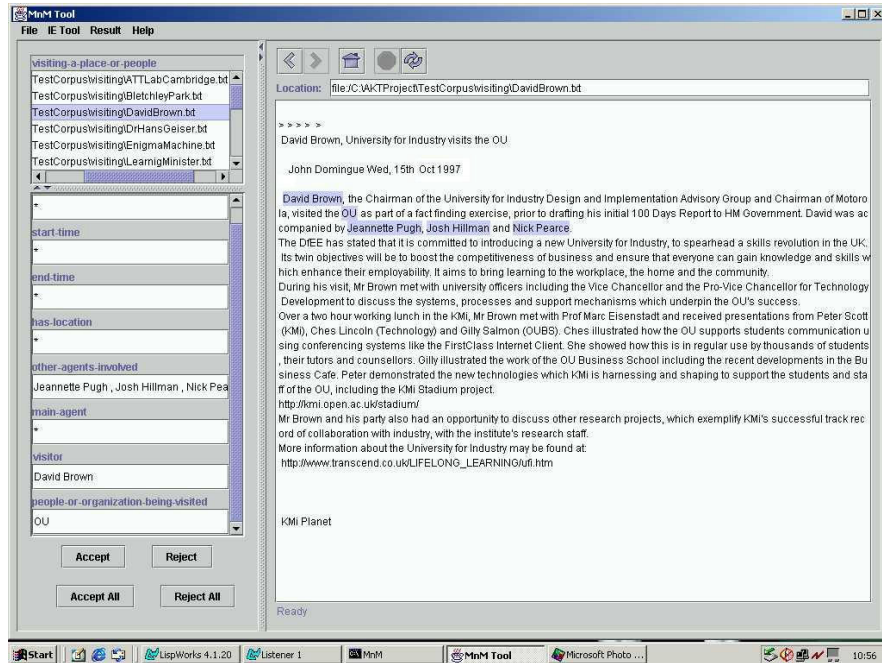 MnM Tool
File IE Tool Result Help
visiting-a-place-or-people
TestCorpus\visiting\ATTLabCambridge.txt
TestCorpus\visiting\BletchleyPark.txt
TestCorpus\visiting\DavidBrown.txt
TestCorpus\visiting\DrHansGeiser.txt
TestCorpus\visiting\EnigmaMachine.txt
TestCorpus\visiting\LearnigMinister.txt
*
start-time
*
end-time
*
has-location
*
other-agents-involved
Jeannette Pugh , Josh Hillman , Nick Pea
main-agent
*
visitor
David Brown
people-or-organization-being-visited
OU
Accept Reject
Accept All Reject All
Location: file:/C:\AKTProject\TestCorpus\visiting\DavidBrown.txt
> > > > >
David Brown, University for Industry visits the OU
John Domingue Wed, 15th Oct 1997
David Brown, the Chairman of the University for Industry Design and Implementation Advisory Group and Chairman of Motoro
la, visited the OU as part of a fact finding exercise, prior to drafting his initial 100 Days Report to HM Government. David was ac
companied by Jeannette Pugh, Josh Hillman and Nick Pearce.
The DfEE has stated that it is committed to introducing a new University for Industry, to spearhead a skills revolution in the UK.
Its twin objectives will be to boost the competitiveness of business and ensure that everyone can gain knowledge and skills w
hich enhance their employability. It aims to bring learning to the workplace, the home and the community.
During his visit, Mr Brown met with university officers including the Vice Chancellor and the Pro-Vice Chancellor for Technology
Development to discuss the systems, processes and support mechanisms which underpin the OU's success.
Over a two hour working lunch in the KMi, Mr Brown met with Prof Marc Eisenstadt and received presentations from Peter Scott
(KMi), Ches Lincoln (Technology) and Gilly Salmon (OUBS). Ches illustrated how the OU supports students communication u
sing conferencing systems like the FirstClass Internet Client. She showed how this is in regular use by thousands of students
, their tutors and counsellors. Gilly illustrated the work of the OU Business School including the recent developments in the Bu
siness Cafe. Peter demonstrated the new technologies which KMi is harnessing and shaping to support the students and sta
ff of the OU, including the KMi Stadium project.
http://kmi.open.ac.uk/stadium/
Mr Brown and his party also had an opportunity to discuss other research projects, which exemplify KMi's successful track rec
ord of collaboration with industry, with the institute's research staff.
More information about the University for Industry may be found at:
http://www.transcend.co.uk/LIFELONG_LEARNING/ufi.htm
KMi Planet
Ready
Start LispWorks 4.1.20 Listener 1 MnM MnM Tool Microsoft Photo ... 10:56